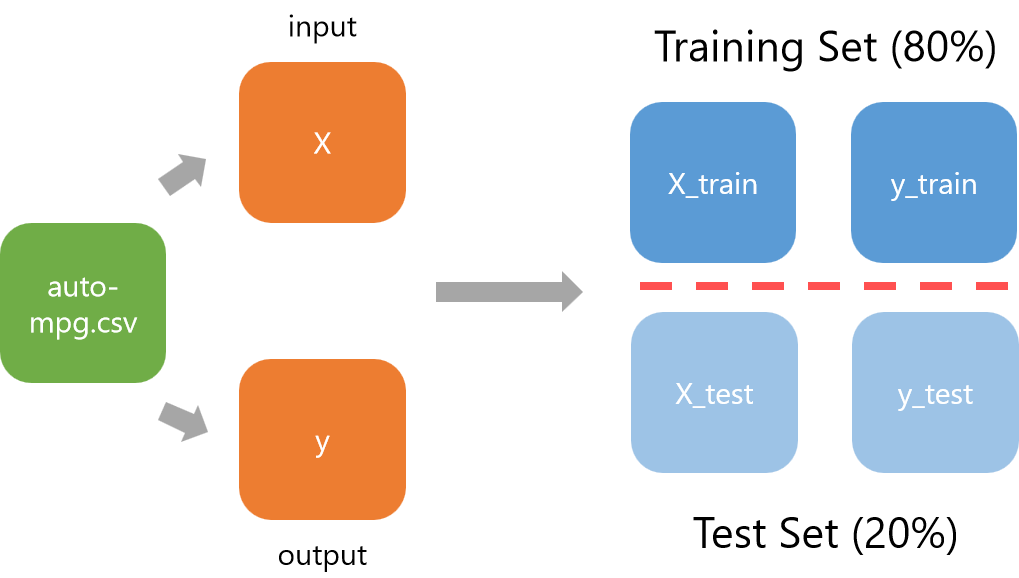 input
X
auto-
mpg.csv
y
output
Training Set (80%)
X_train
y_train
X_test
y_test
Test Set (20%)